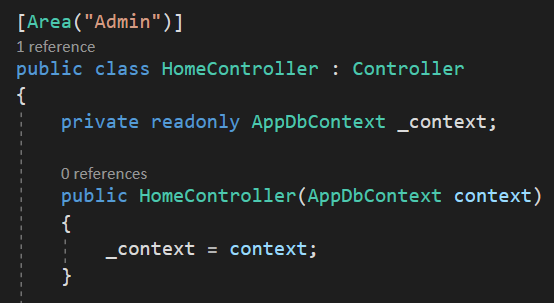 [Area("Admin")]
1 reference
public class HomeController : Controller
{
private readonly AppDbContext _context;
0 references
public HomeController(AppDbContext context)
{
_context = context;
}